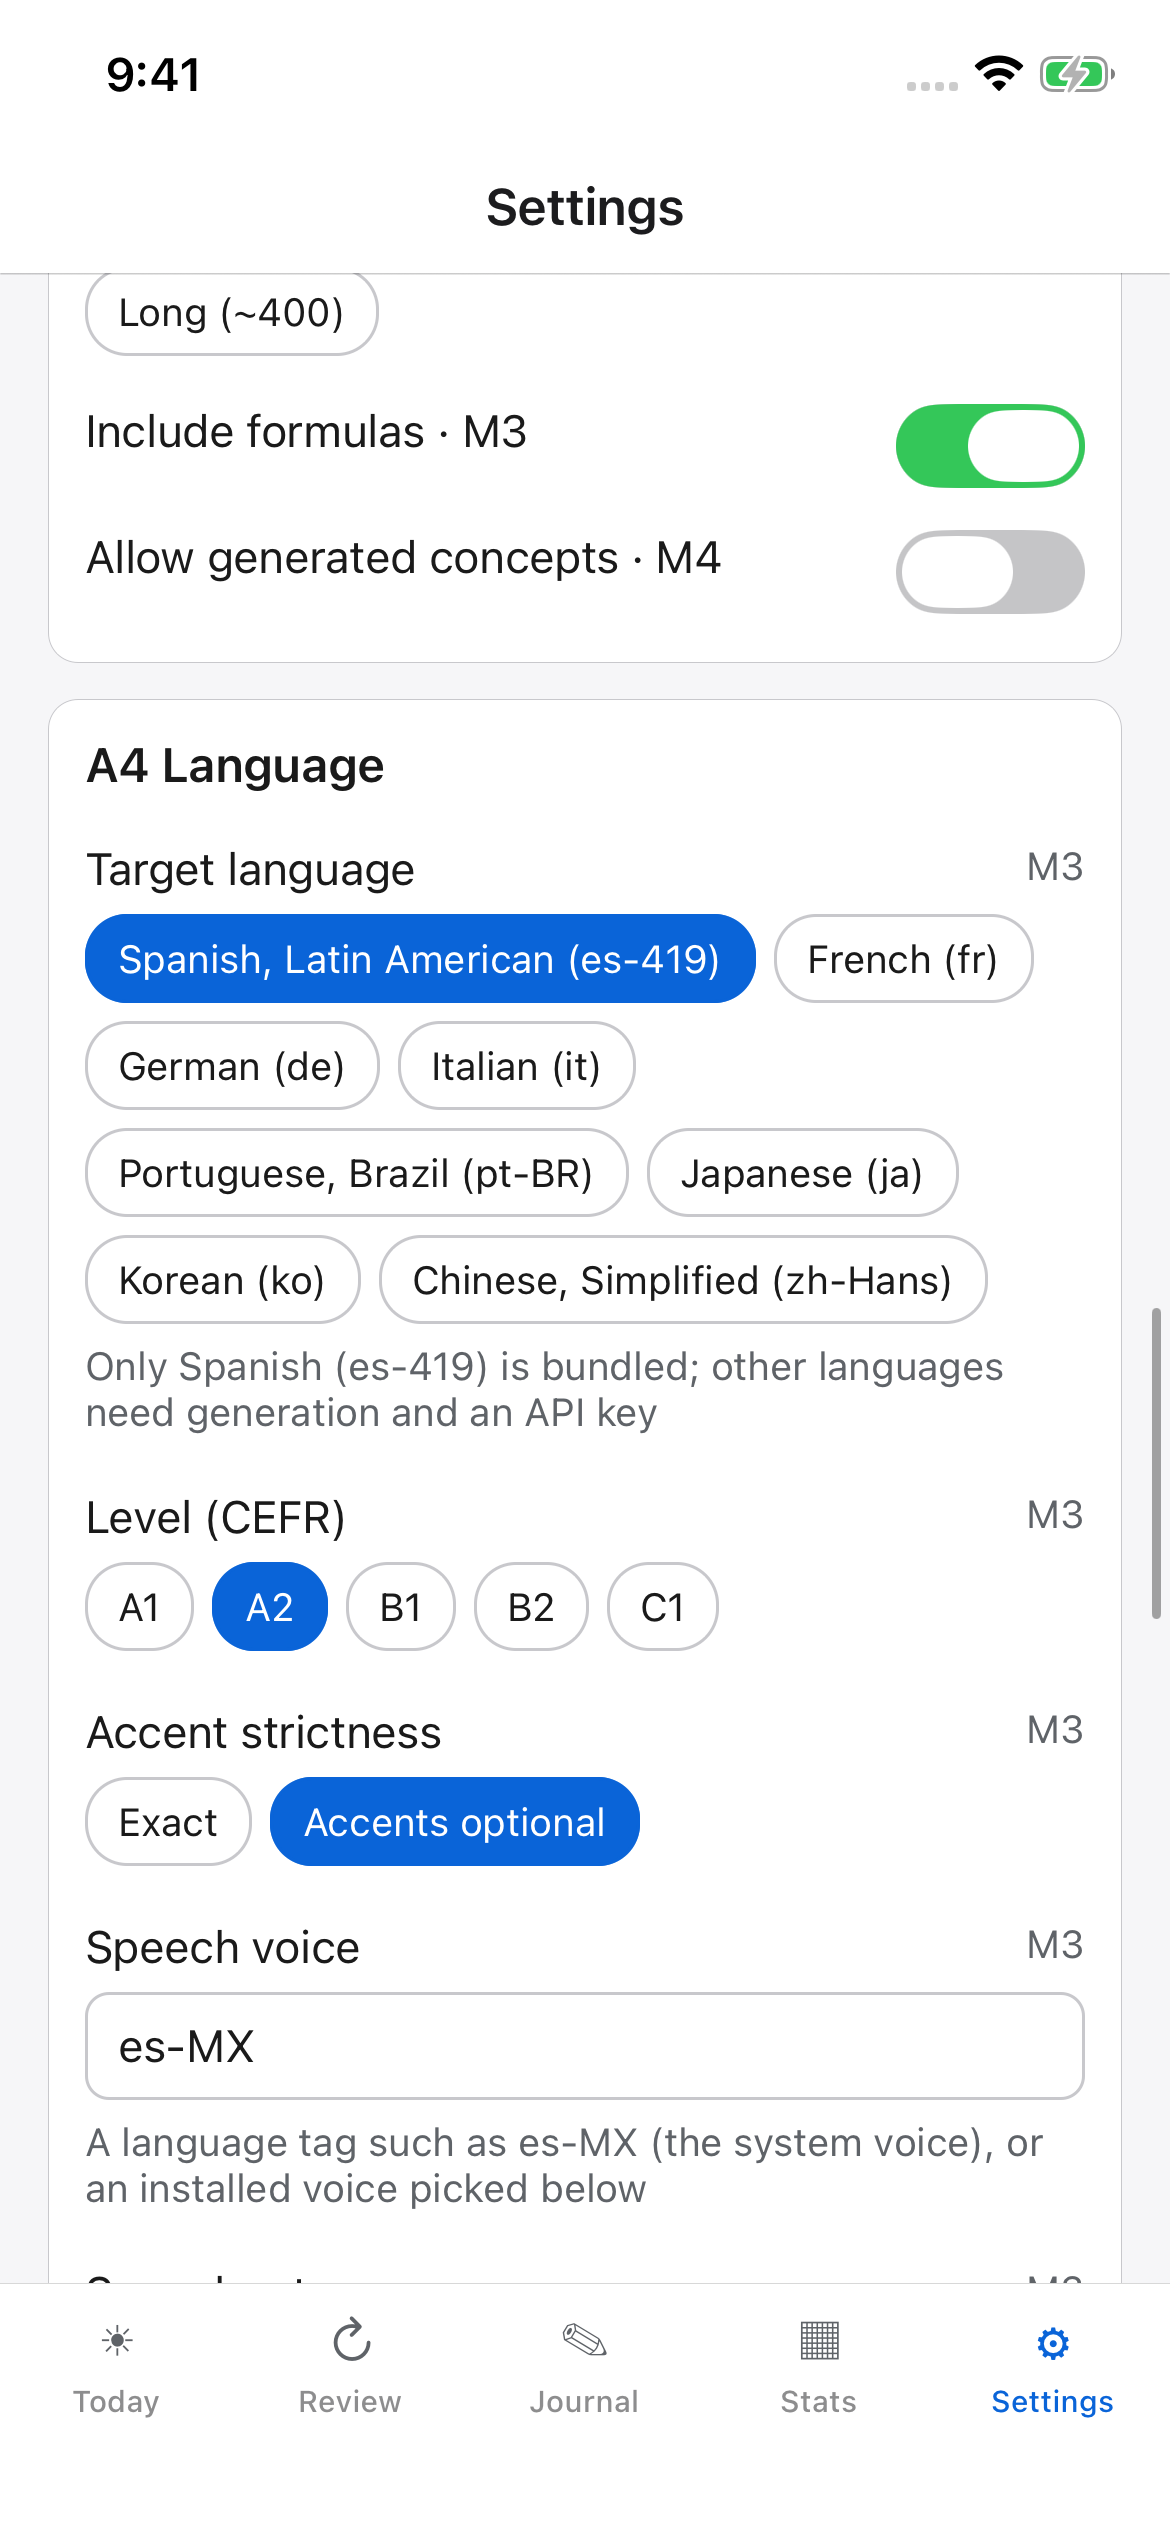 9:41
Settings
Long (~400)
Include formulas · M3
Allow generated concepts · M4
A4 Language
Target language M3
Spanish, Latin American (es-419) French (fr)
German (de) Italian (it)
Portuguese, Brazil (pt-BR) Japanese (ja)
Korean (ko) Chinese, Simplified (zh-Hans)
Only Spanish (es-419) is bundled; other languages
need generation and an API key
Level (CEFR) M3
A1 A2 B1 B2 C1
Accent strictness M3
Exact Accents optional
Speech voice M3
es-MX
A language tag such as es-MX (the system voice), or
an installed voice picked below
Today Review Journal Stats Settings